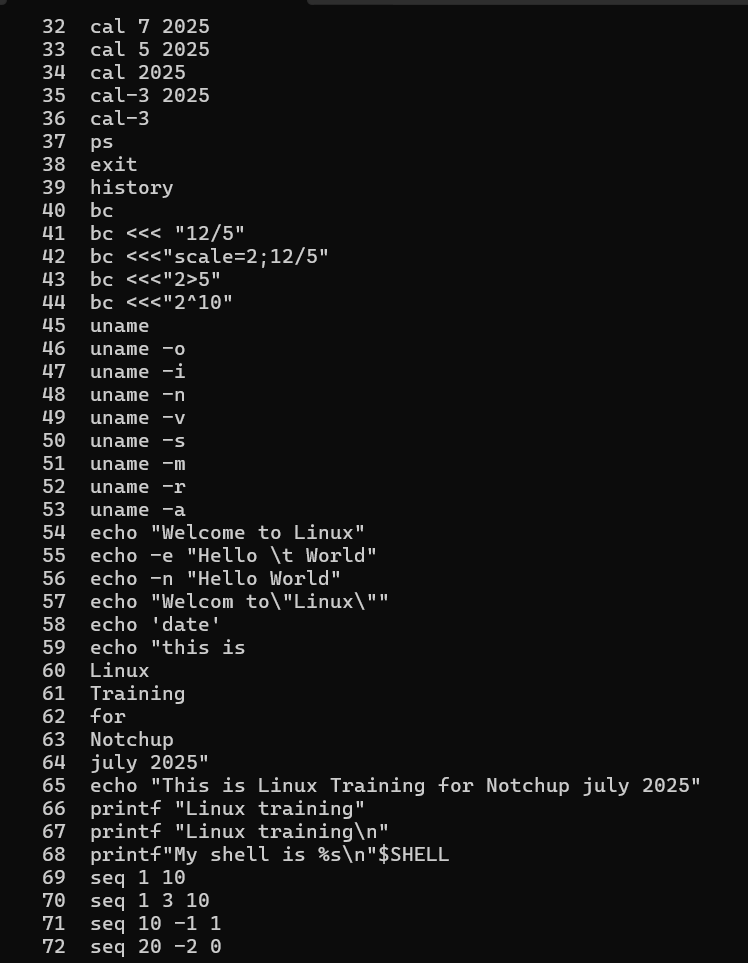 32 cal 7 2025
33 cal 5 2025
34 cal 2025
35 cal-3 2025
36 cal-3
37 ps
38 exit
39 history
40 bc
41 bc <<< "12/5"
42 bc <<<"scale=2;12/5"
43 bc <<<"2>5"
44 bc <<<"2^10"
45 uname
46 uname -o
47 uname -i
48 uname -n
49 uname -v
50 uname -s
51 uname -m
52 uname -r
53 uname -a
54 echo "Welcome to Linux"
55 echo -e "Hello \t World"
56 echo -n "Hello World"
57 echo "Welcom to\"Linux\""
58 echo 'date'
59 echo "this is
60 Linux
61 Training
62 for
63 Notchup
64 july 2025"
65 echo "This is Linux Training for Notchup july 2025"
66 printf "Linux training"
67 printf "Linux training\n"
68 printf"My shell is %s\n"$SHELL
69 seq 1 10
70 seq 1 3 10
71 seq 10 -1 1
72 seq 20 -2 0